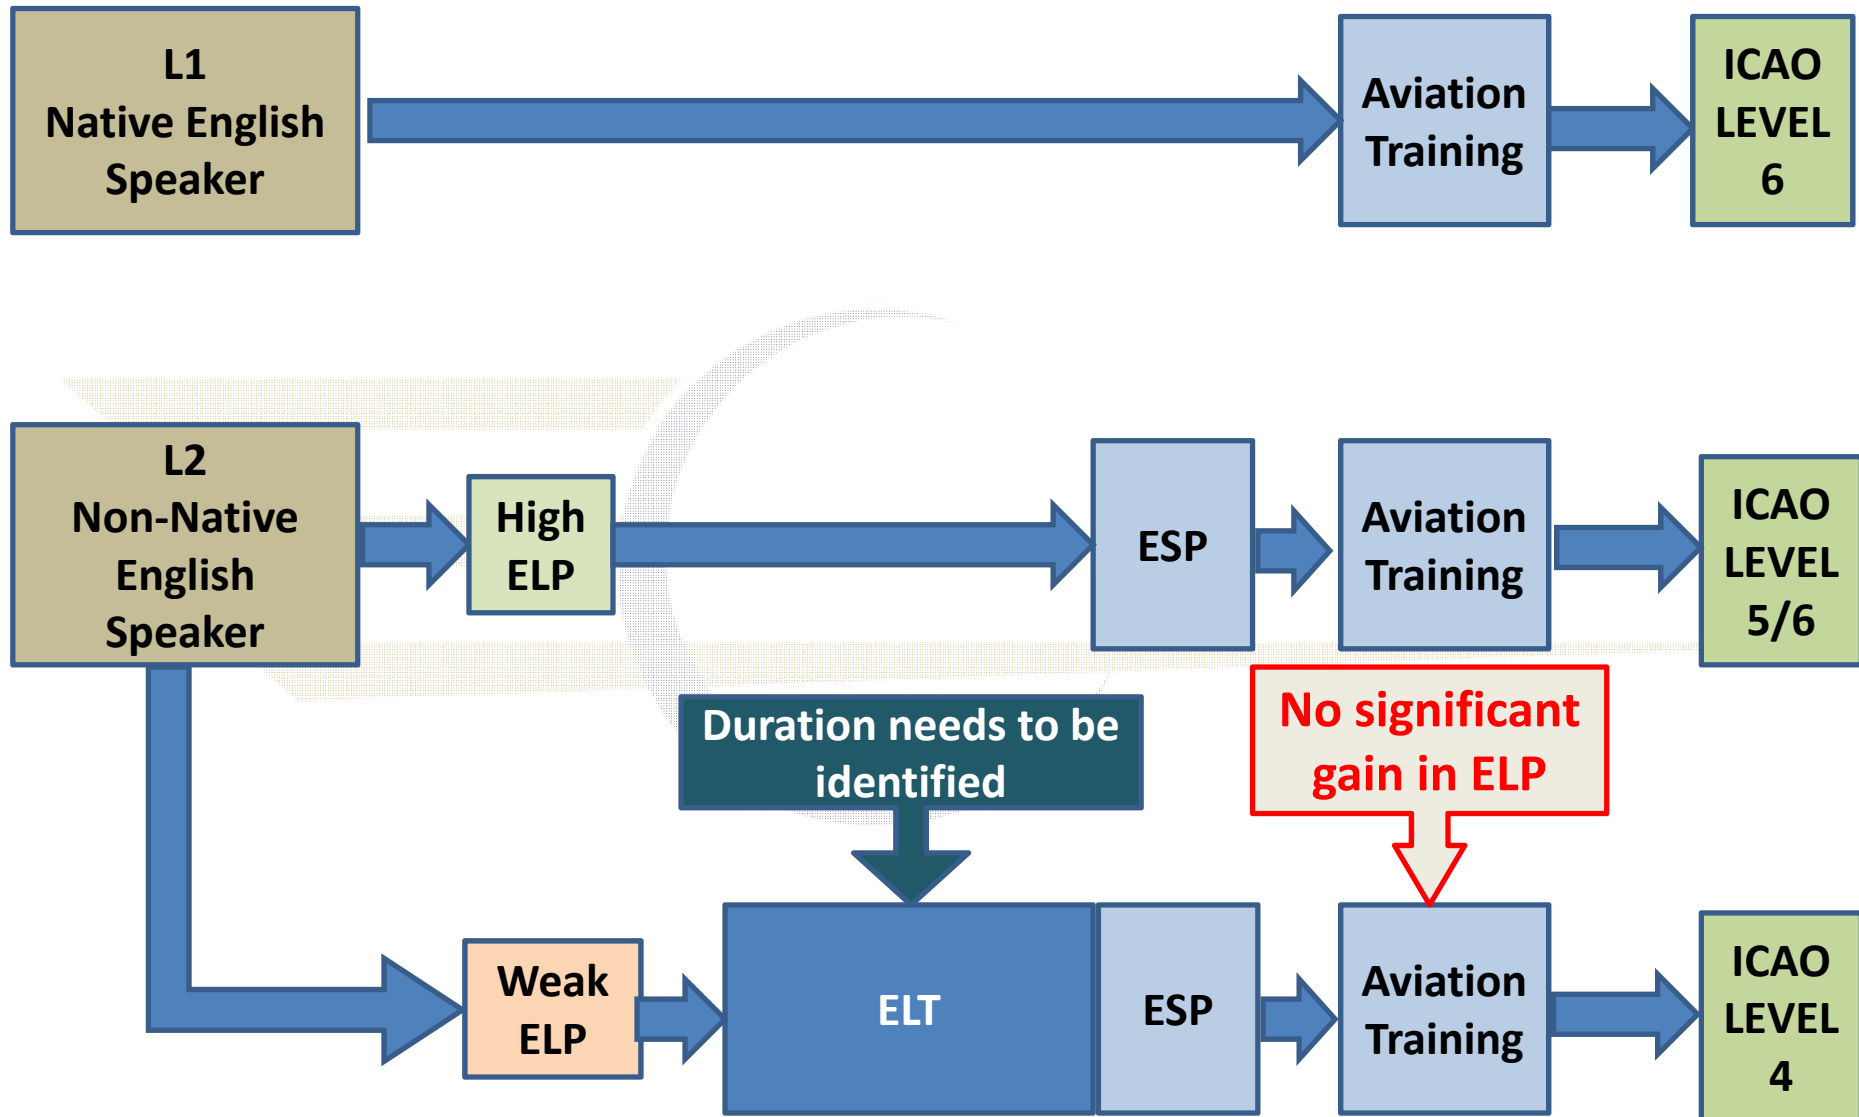 L1
Native English
Speaker
Aviation
Training
ICAO
LEVEL
6
L2
Non-Native
English
Speaker
High
ELP
ESP
Aviation
Training
ICAO
LEVEL
5/6
Duration needs to be
identified
No significant
gain in ELP
Weak
ELP
ELT
ESP
Aviation
Training
ICAO
LEVEL
4